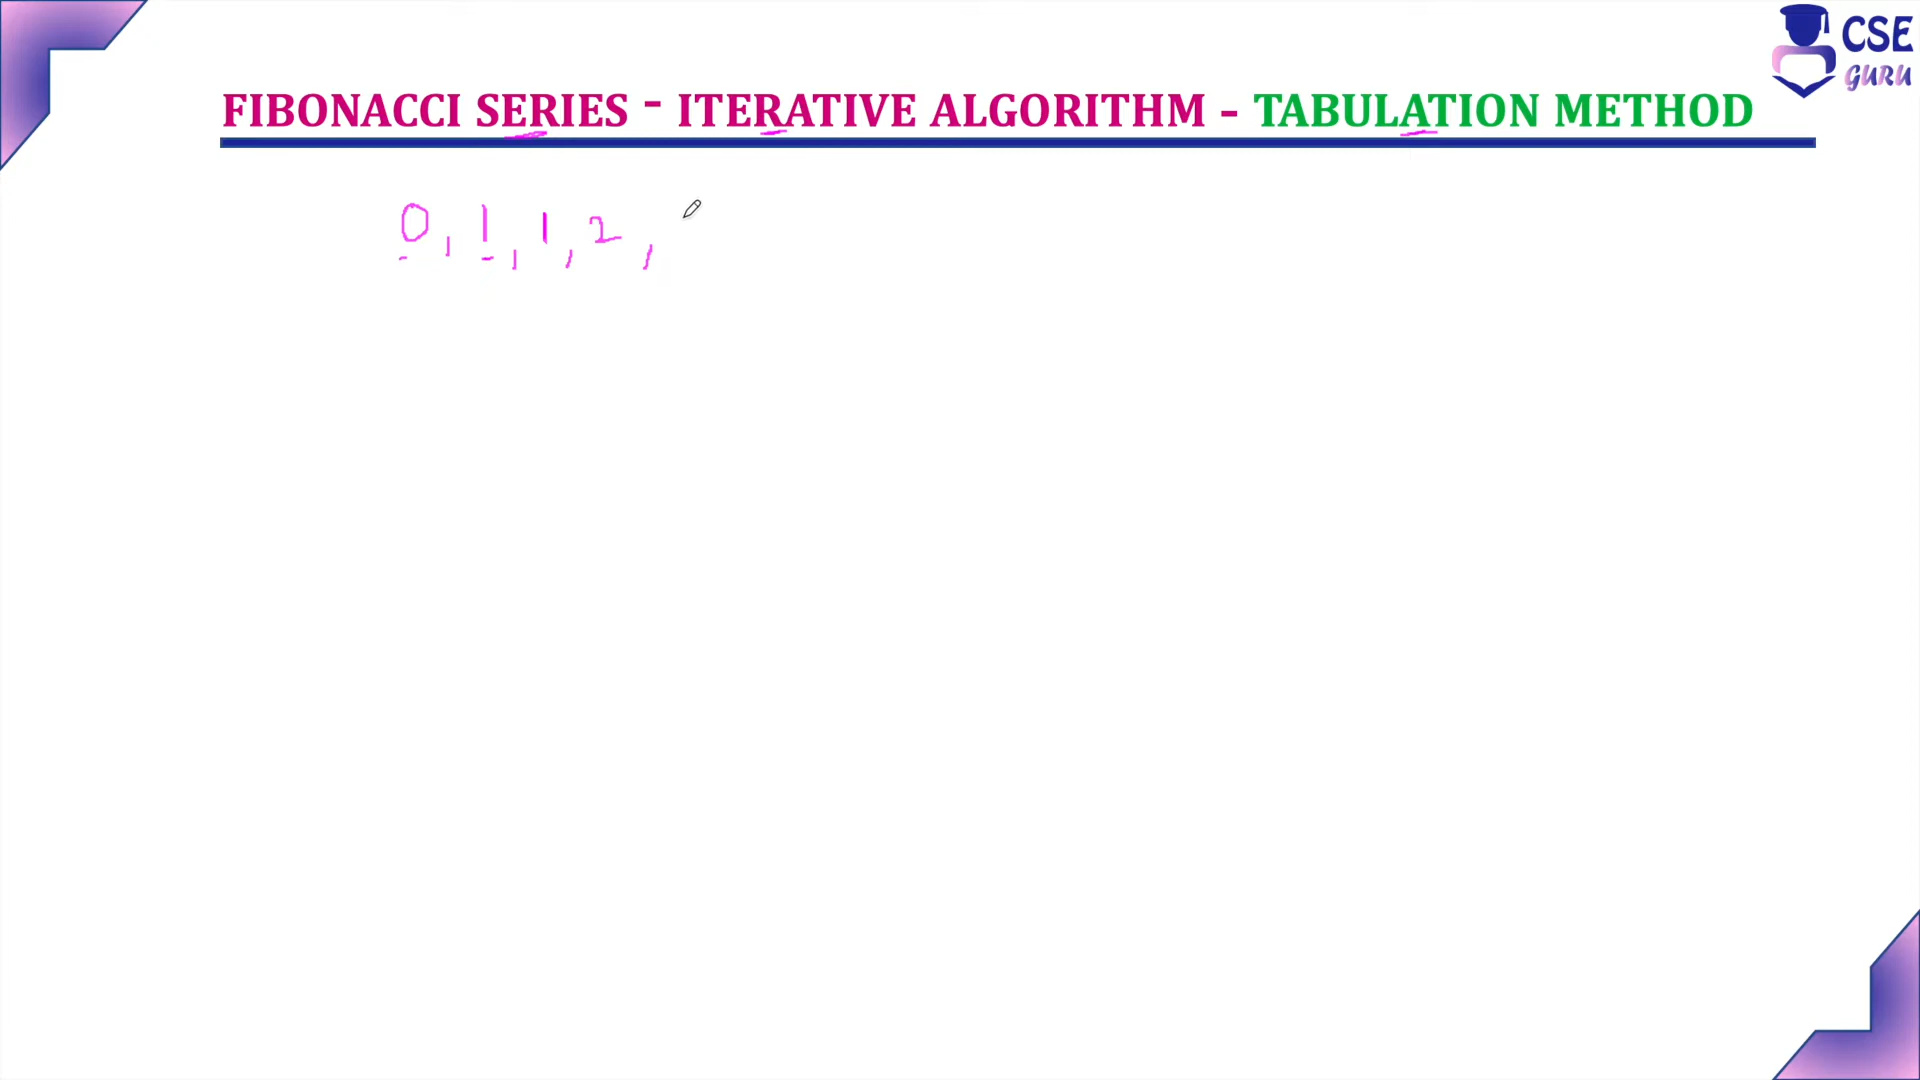 CSE
GURU
FIBONACCI SERIES - ITERATIVE ALGORITHM - TABULATION METHOD
0, 1, 1, 2,